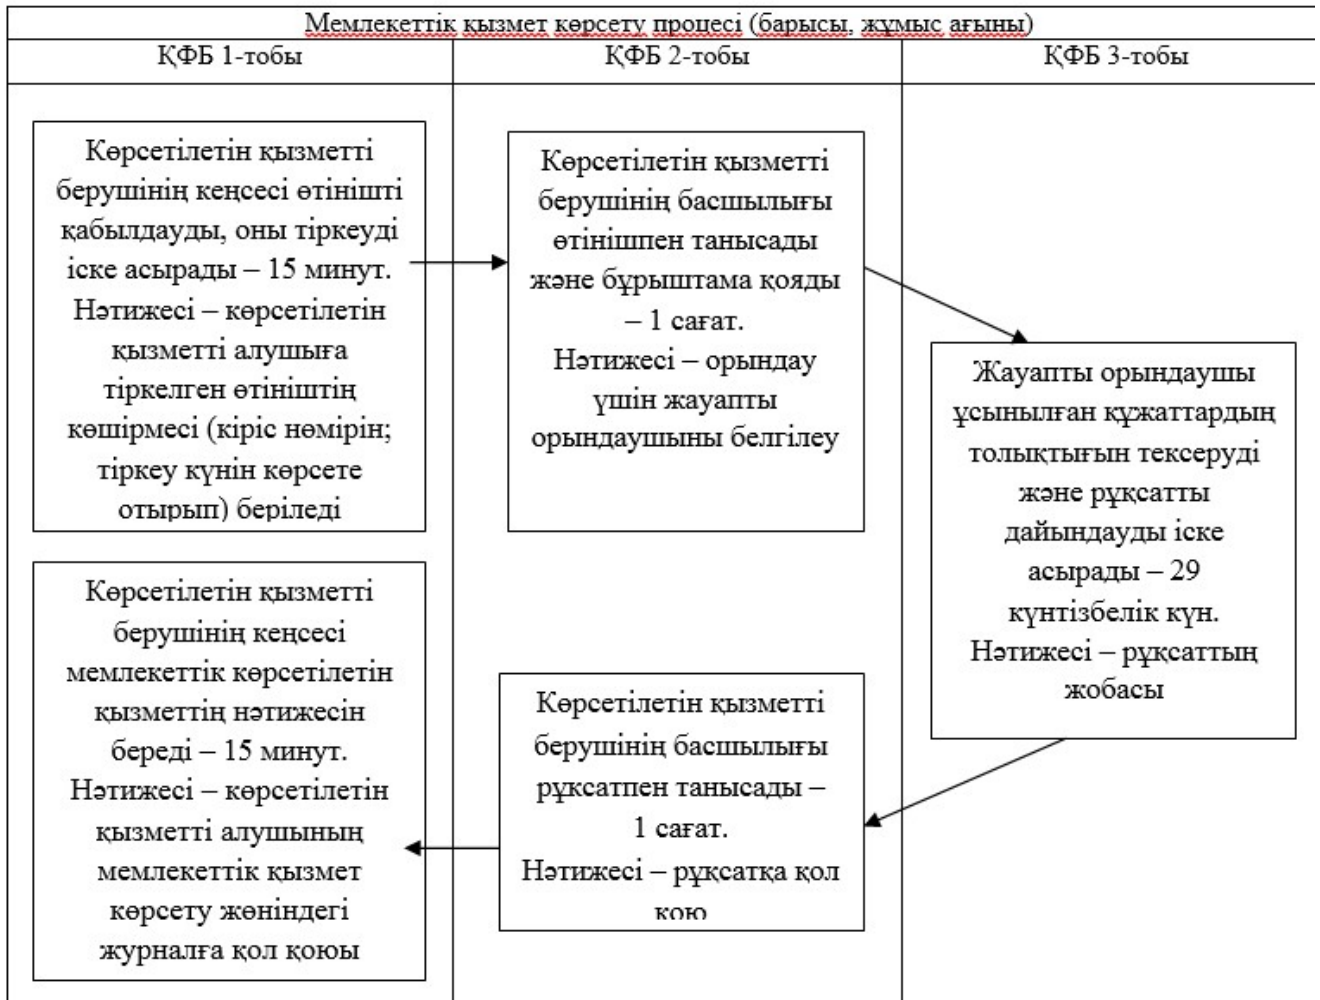 Мемлекеттік қызмет көрсету процесі (барысы, жұмыс ағыны)
ҚФБ 1-тобы
ҚФБ 2-тобы
ҚФБ 3-тобы
Көрсетілетін қызметті
берушінің кеңсесі өтінішті
қабылдауды, оны тіркеуді
іске асырады – 15 минут.
Нәтижесі – көрсетілетін
қызметті алушыға
тіркелген өтініштің
көшірмесі (кіріс нөмірін;
тіркеу күнін көрсете
отырып) беріледі
Көрсетілетін қызметті
берушінің басшылығы
өтінішпен танысады
және бұрыштама қояды
– 1 сағат.
Нәтижесі – орындау
үшін жауапты
орындаушыны белгілеу
Жауапты орындаушы
ұсынылған құжаттардың
толықтығын тексеруді
және рұқсатты
дайындауды іске
асырады – 29
күнтізбелік күн.
Нәтижесі – рұқсаттың
жобасы
Көрсетілетін қызметті
берушінің басшылығы
рұқсатпен танысады –
1 сағат.
Нәтижесі – рұқсатқа қол
қою
Көрсетілетін қызметті
берушінің кеңсесі
мемлекеттік көрсетілетін
қызметтің нәтижесін
береді – 15 минут.
Нәтижесі – көрсетілетін
қызметті алушының
мемлекеттік қызмет
көрсету жөніндегі
журналға қол қоюы